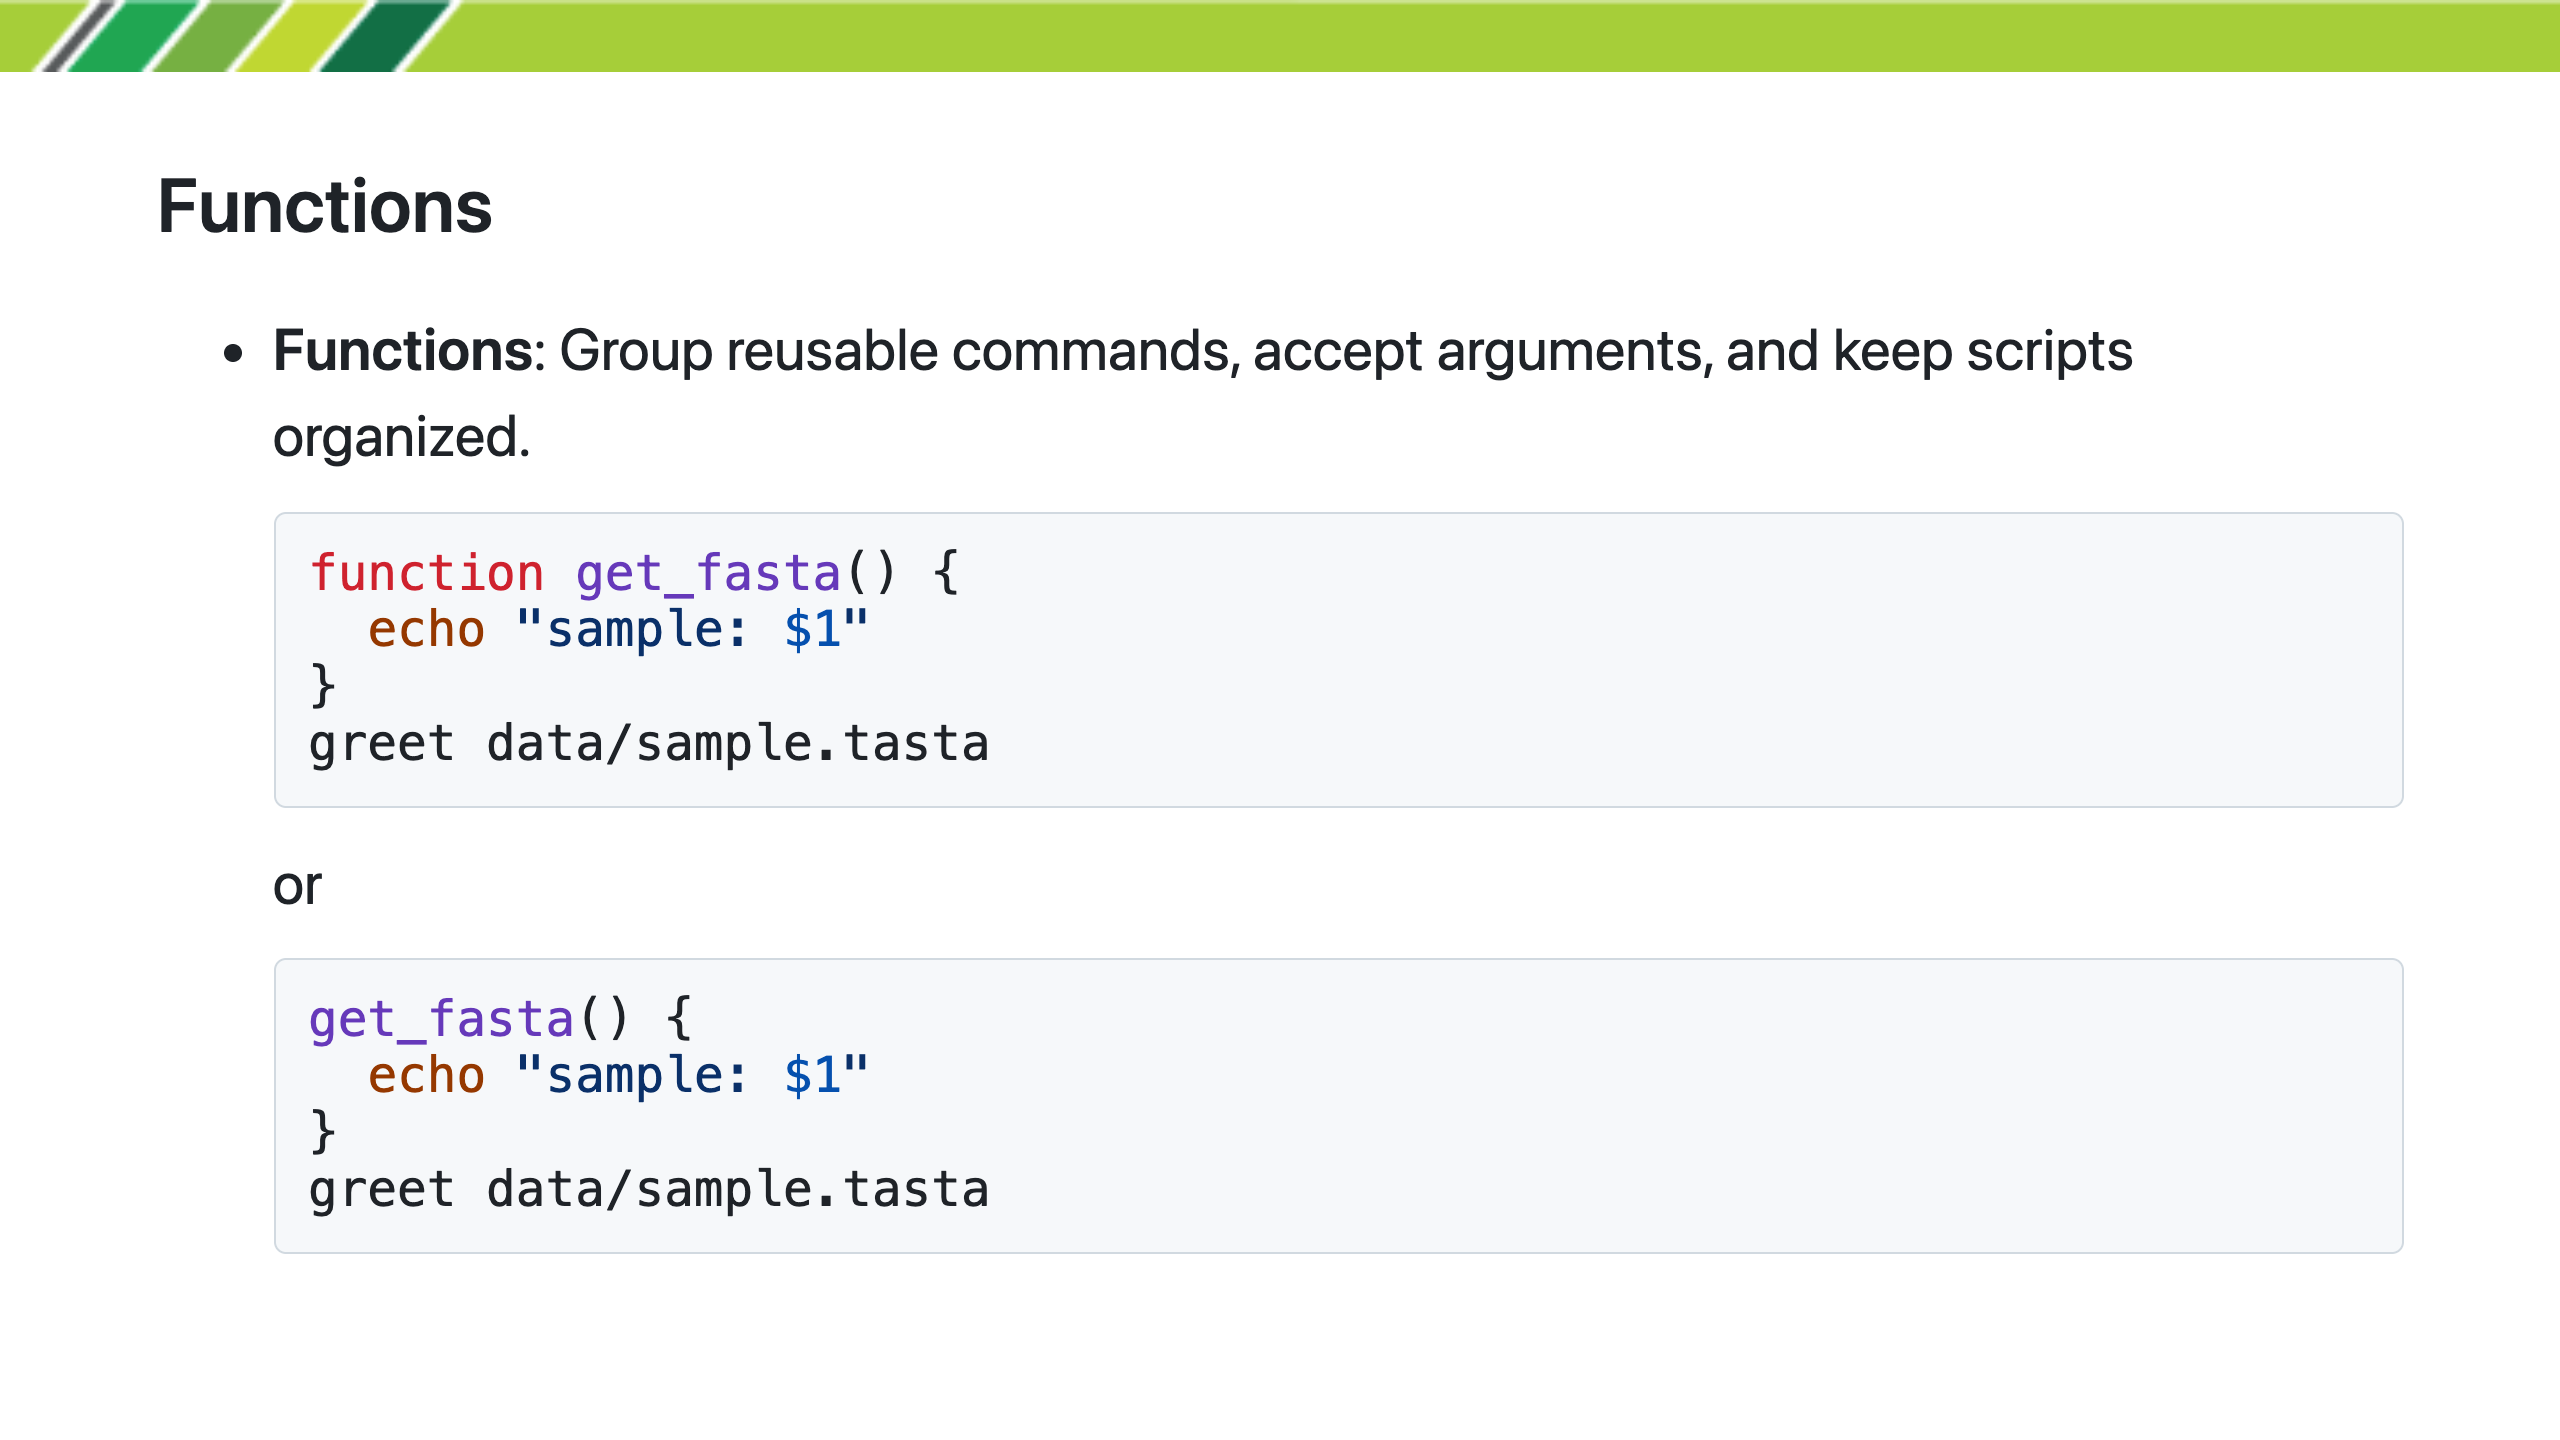 Functions
• Functions: Group reusable commands, accept arguments, and keep scripts
organized.
function get_fasta() {
  echo "sample: $1"
}
greet data/sample.tasta
or
get_fasta() {
  echo "sample: $1"
}
greet data/sample.tasta